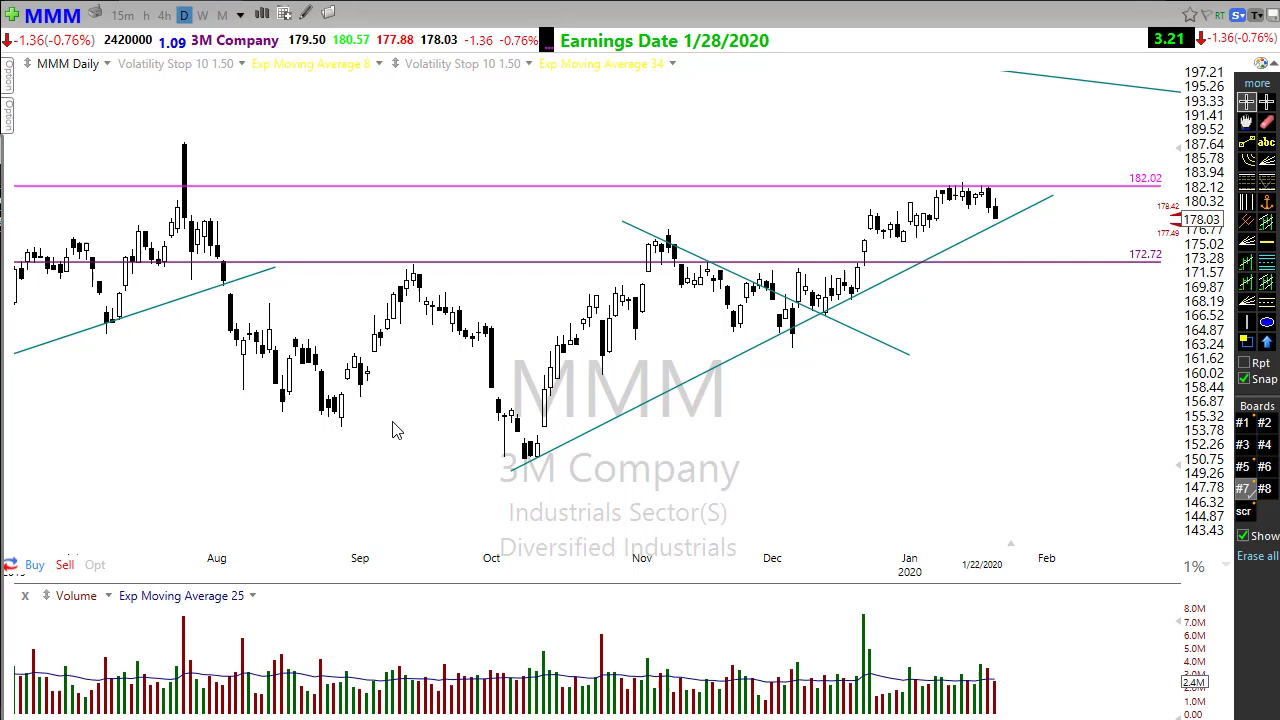 MMM 15m h 4h D W M RT S T
-1.36(-0.76%) 2420000 1.09 3M Company 179.50 180.57 177.88 178.03 -1.36 -0.76% Earnings Date 1/28/2020 3.21 -1.36(-0.76%)
MMM Daily Volatility Stop 10 1.50 Exp Moving Average 8 Volatility Stop 10 1.50 Exp Moving Average 34
Option
Option
197.21
195.26
193.33
191.41
189.52
187.64
185.78
183.94
182.12
180.32
178.03
176.77
175.02
173.28
171.57
169.87
168.19
166.52
164.87
163.24
161.62
160.02
158.44
156.87
155.32
153.78
152.26
150.75
149.26
147.78
146.32
144.87
143.43
182.02
178.42
177.49
172.72
MMM
3M Company
Industrials Sector(S)
Diversified Industrials
Aug Sep Oct Nov Dec Jan 1/22/2020 Feb
2020
Buy Sell Opt
1%
x Volume Exp Moving Average 25
8.0M
7.0M
6.0M
5.0M
4.0M
3.0M
2.4M
1.0M
0.00
more
abc
Rpt
Snap
Boards
#1 #2
#3 #4
#5 #6
#7 #8
scr
Show
Erase all